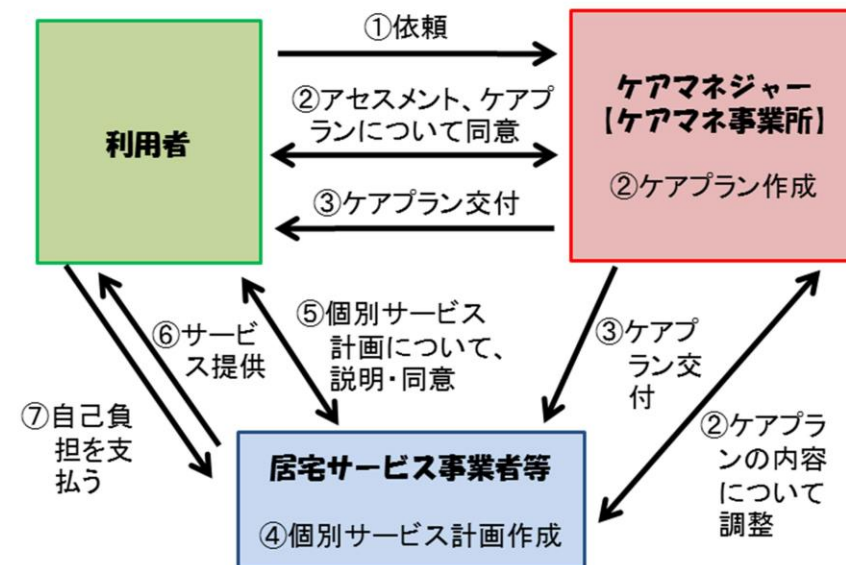 ①依頼
利用者
ケアマネジャー
【ケアマネ事業所】
②ケアプラン作成
②アセスメント、ケアプ
ランについて同意
③ケアプラン交付
⑥サービ
ス提供
⑤個別サービス
計画について、
説明・同意
③ケアプ
ラン交
付
⑦自己負
担を支
払う
②ケアプラ
ンの内容
について
調整
居宅サービス事業者等
④個別サービス計画作成